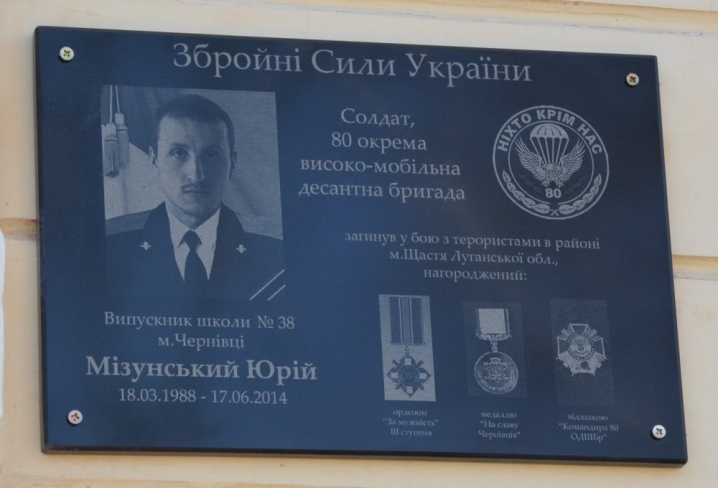 Збройні Сили України
Солдат,
80 окрема
високо-мобільна
десантна бригада
НІХТО КРІМ НАС
80
загинув у бою з терористами в районі
м.Щастя Луганської обл.,
нагороджений:
Випускник школи № 38
м.Чернівці
Мізунський Юрій
18.03.1988 - 17.06.2014
орденом
"За мужність"
III ступеня
медаллю
"На славу
Чернівців"
відзнакою
"Командира 80
ОДШБр"